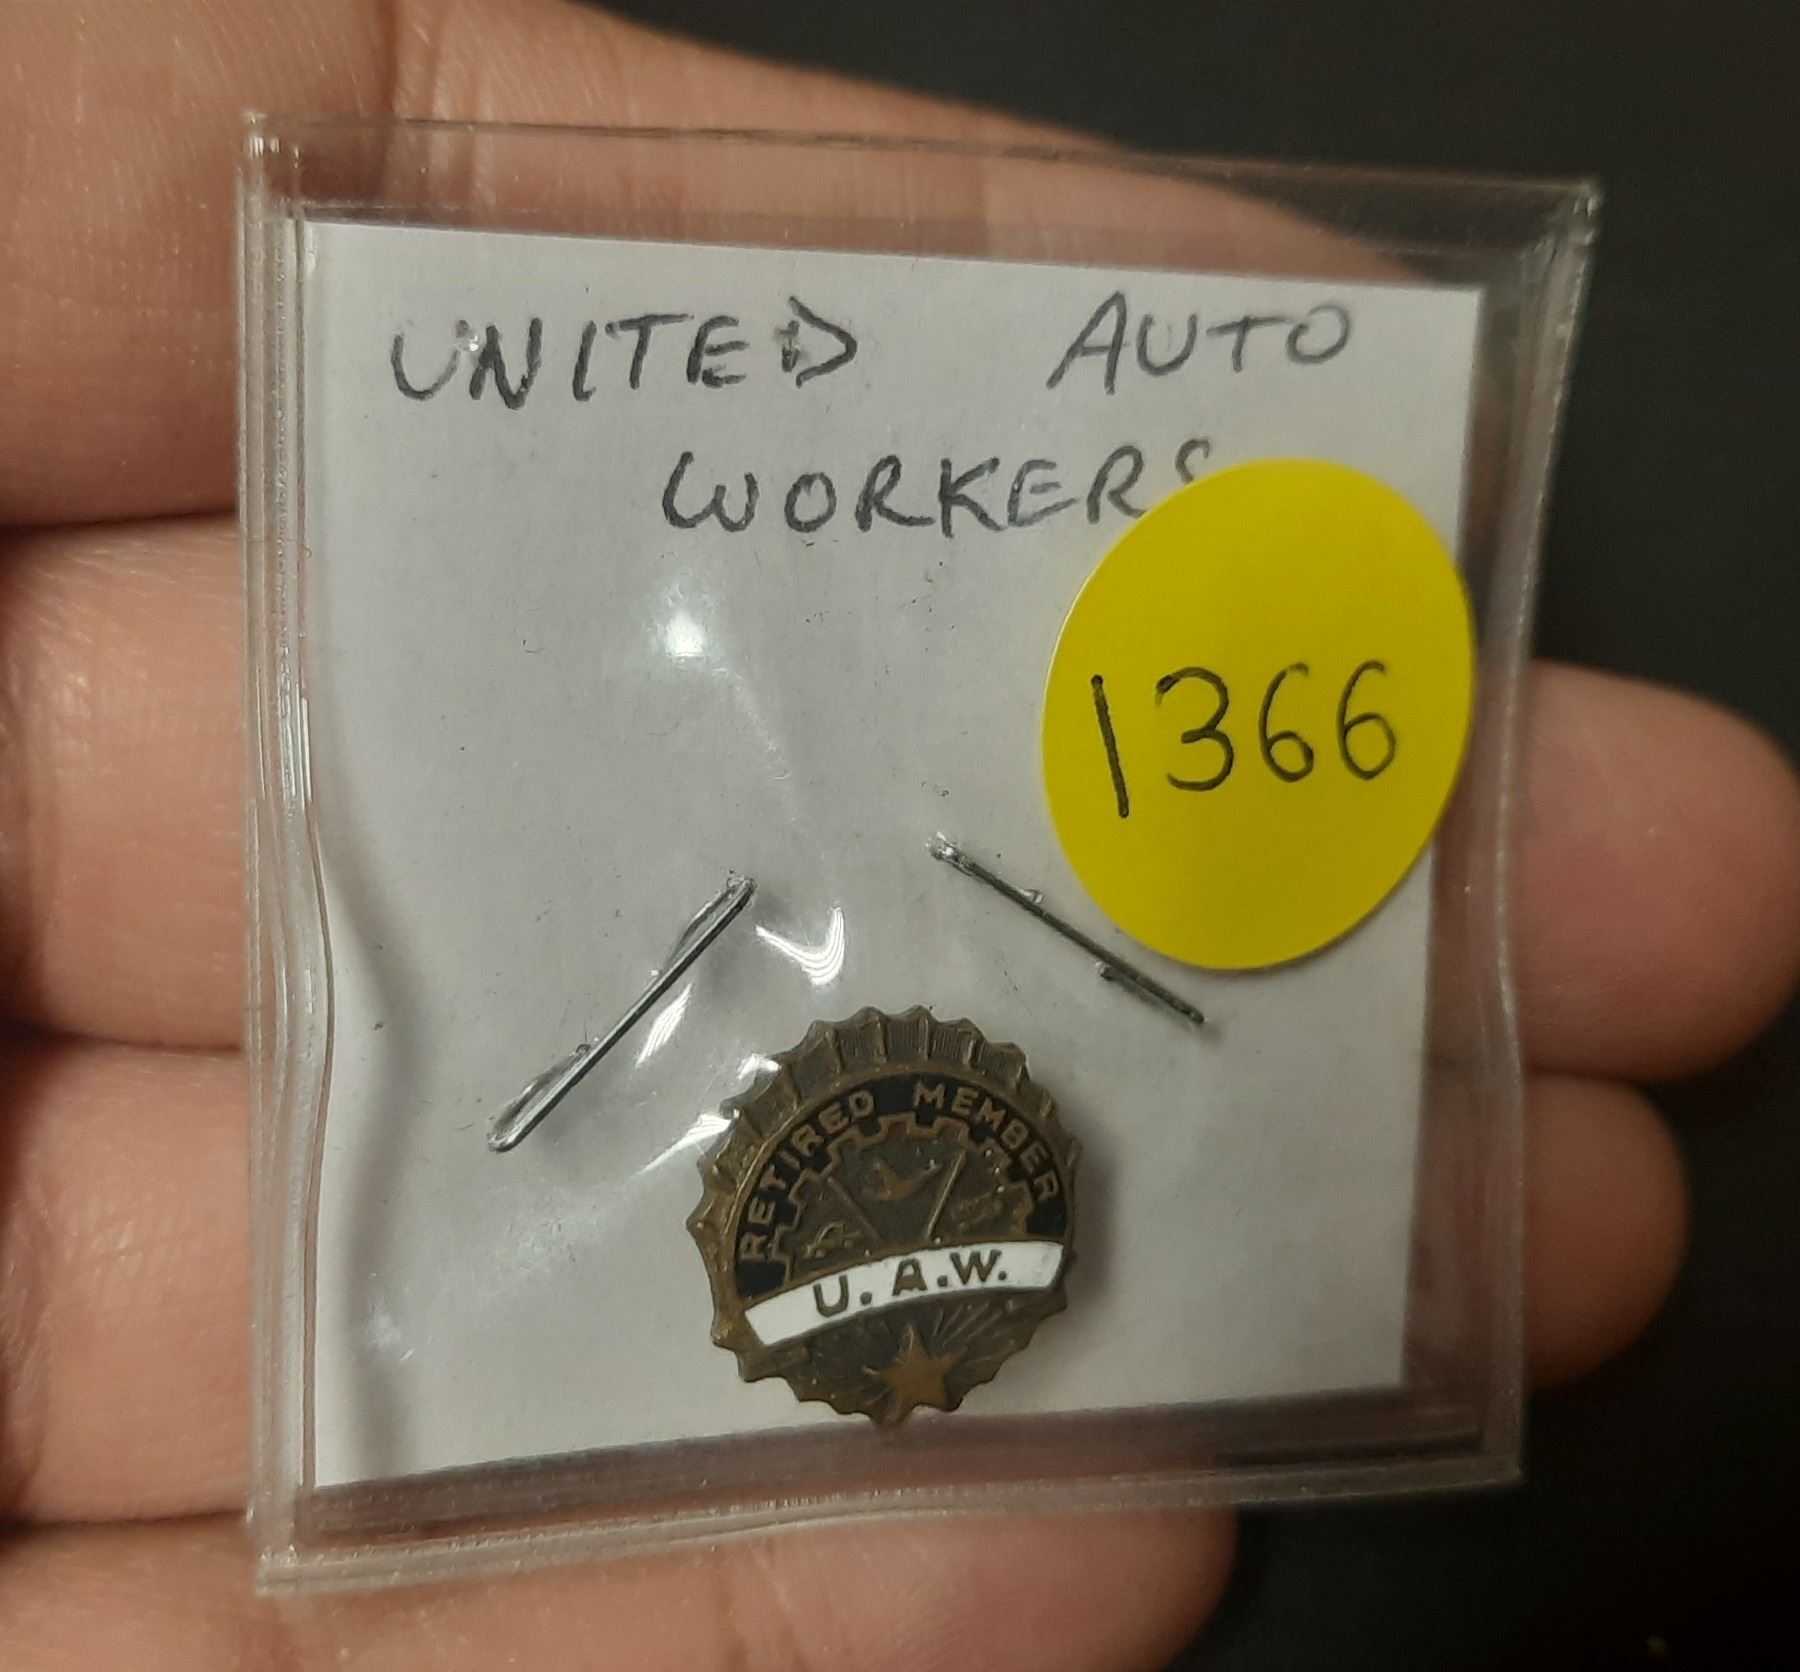 UNITED AUTO
WORKERS
1366
RETIRED MEMBER
U.A.W.